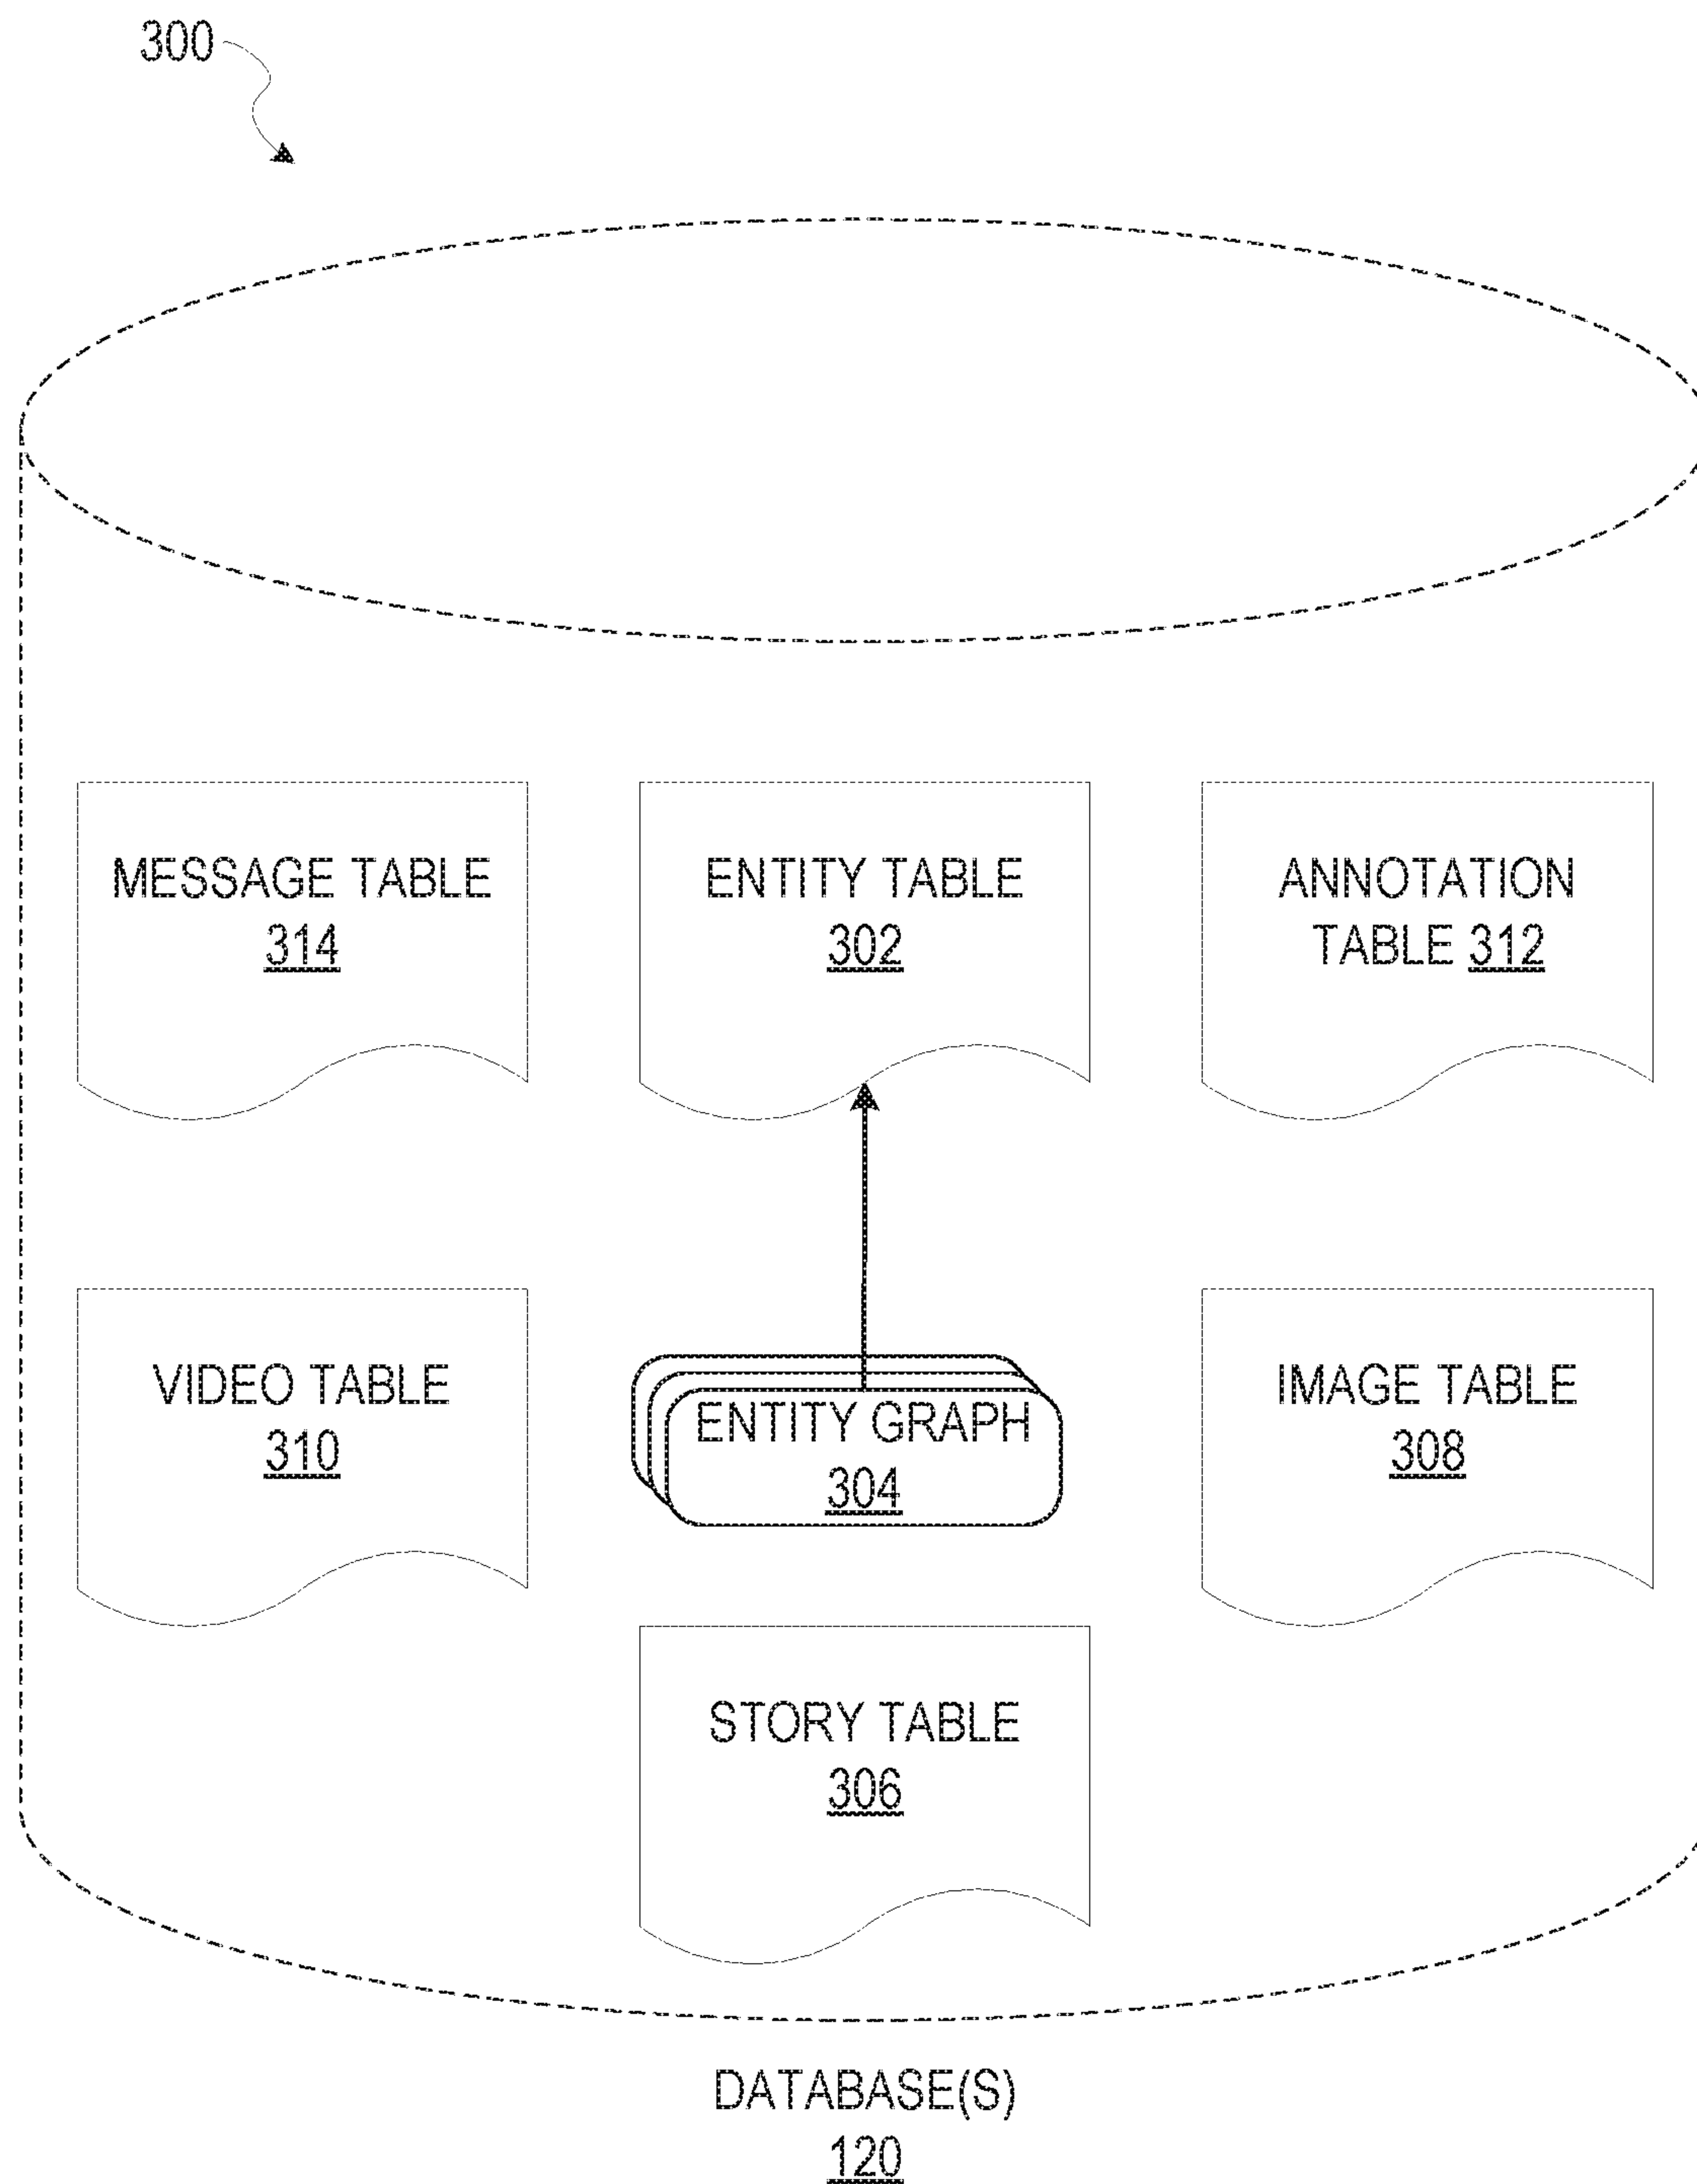 300
MESSAGE TABLE
314
ENTITY TABLE
302
ANNOTATION
TABLE 312
VIDEO TABLE
310
ENTITY GRAPH
304
IMAGE TABLE
308
STORY TABLE
306
DATABASE(S)
120